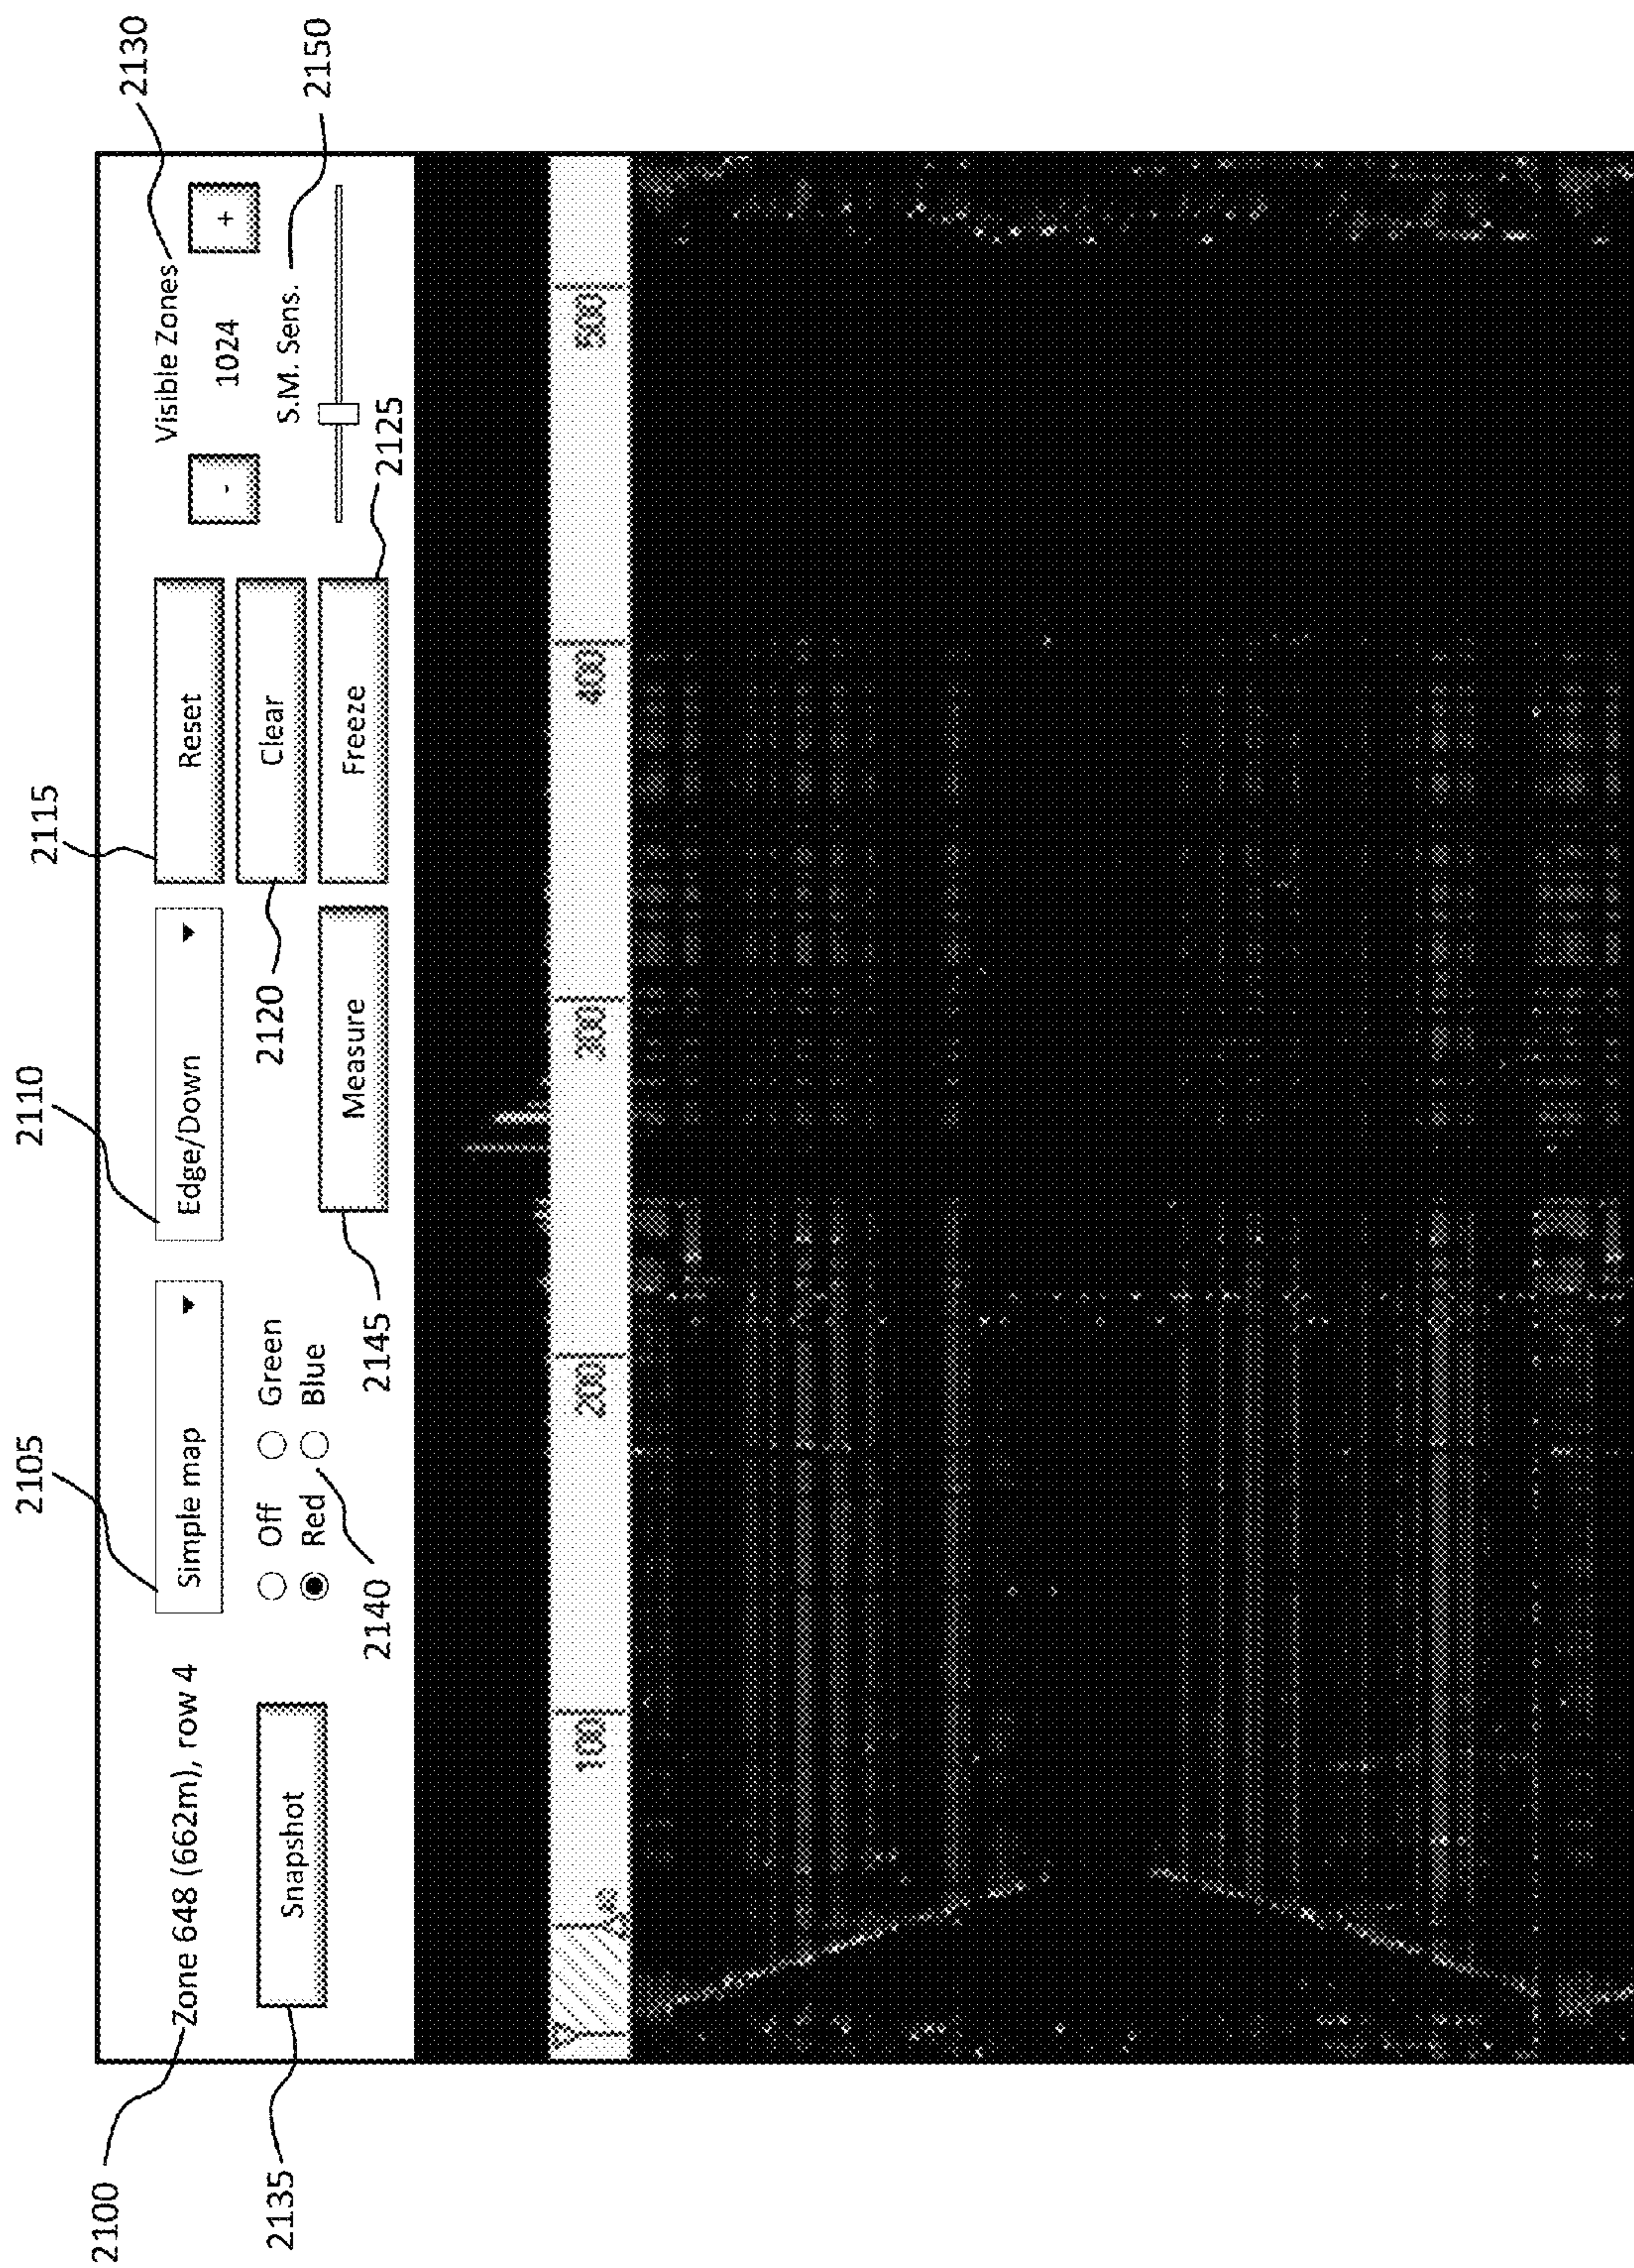 2100
Zone 648 (662m), row 4
2105
Simple map
2110
Edge/Down
2115
Reset
Visible Zones
2130
-
1024
+
2135
Snapshot
Off
Green
Red
Blue
2140
2145
Measure
2120
Clear
Freeze
2125
S.M. Sens.
2150
100
200
300
400
500